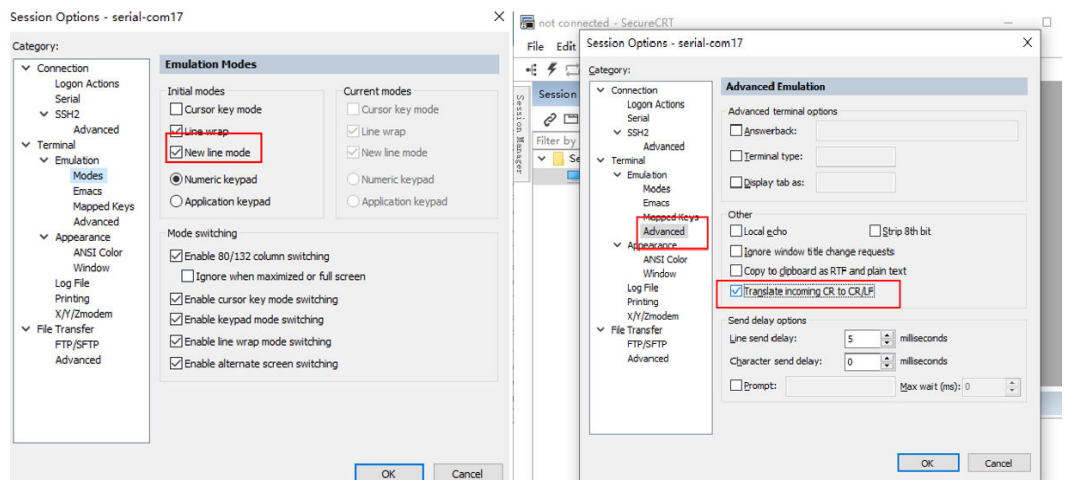 Session Options - serial-com17
Category:
Connection
Logon Actions
Serial
SSH2
Advanced
Terminal
Emulation
Modes
Emacs
Mapped Keys
Advanced
Appearance
ANSI Color
Window
Log File
Printing
X/Y/Zmodem
File Transfer
FTP/SFTP
Advanced
Emulation Modes
Initial modes
Cursor key mode
Line wrap
New line mode
Numeric keypad
Application keypad
Current modes
Cursor key mode
Line wrap
New line mode
Numeric keypad
Application keypad
Mode switching
Enable 80/132 column switching
Ignore when maximized or full screen
Enable cursor key mode switching
Enable keypad mode switching
Enable line wrap mode switching
Enable alternate screen switching
OK Cancel
not connected - SecureCRT
File Edit
Session Manager
Session
Filter by
Se
Session Options - serial-com17
Category:
Connection
Logon Actions
Serial
SSH2
Advanced
Terminal
Emulation
Modes
Emacs
Mapped Keys
Advanced
Appearance
ANSI Color
Window
Log File
Printing
X/Y/Zmodem
File Transfer
FTP/SFTP
Advanced
Advanced Emulation
Advanced terminal options
Answerback:
Terminal type:
Display tab as:
Other
Local echo Strip 8th bit
Ignore window title change requests
Copy to clipboard as RTF and plain text
Translate incoming CR to CR/LF
Send delay options
Line send delay: 5 milliseconds
Character send delay: 0 milliseconds
Prompt: Max wait (ms): 0
OK Cancel